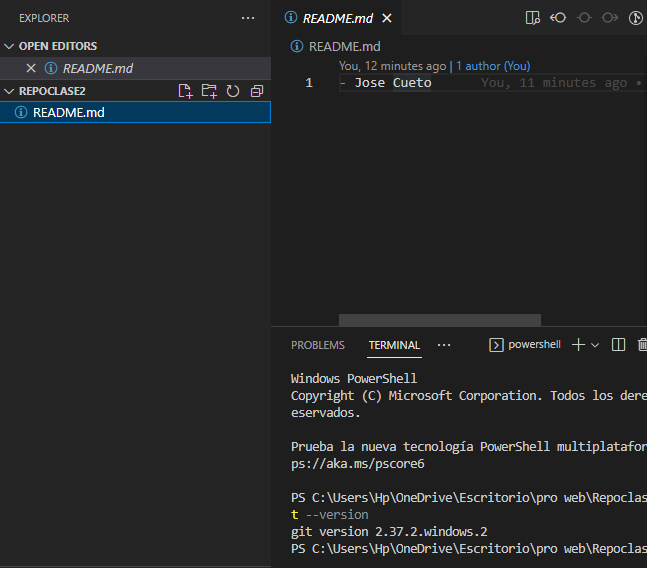 EXPLORER
OPEN EDITORS
README.md
REPOCLASE2
README.md
README.md
README.md
You, 12 minutes ago | 1 author (You)
1 - Jose Cueto You, 11 minutes ago •
PROBLEMS TERMINAL powershell
Windows PowerShell
Copyright (C) Microsoft Corporation. Todos los dere
eservados.
Prueba la nueva tecnología PowerShell multiplatafor
ps://aka.ms/pscore6
PS C:\Users\Hp\OneDrive\Escritorio\pro web\Repoclas
t --version
git version 2.37.2.windows.2
PS C:\Users\Hp\OneDrive\Escritorio\pro web\Repoclas